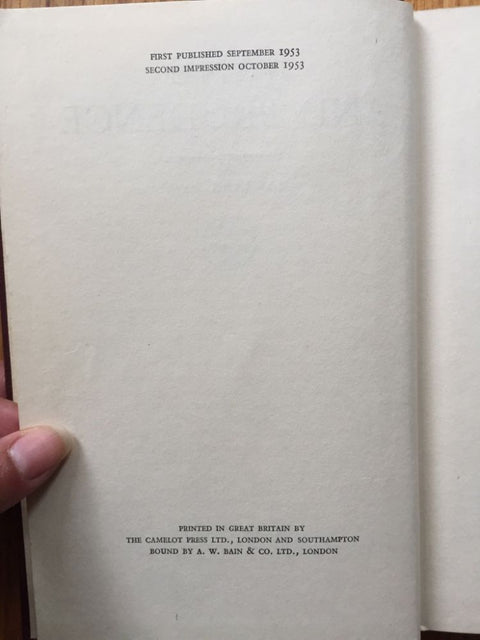 FIRST PUBLISHED SEPTEMBER 1953
SECOND IMPRESSION OCTOBER 1953
PRINTED IN GREAT BRITAIN BY
THE CAMELOT PRESS LTD., LONDON AND SOUTHAMPTON
BOUND BY A. W. BAIN & CO. LTD., LONDON